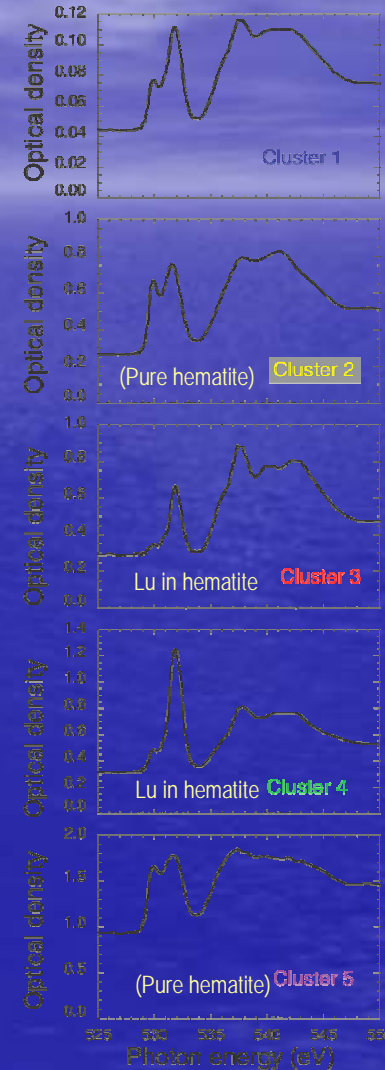 Optical density
0.12
0.10
0.08
0.06
0.04
0.02
0.00
Cluster 1
Optical density
1.0
0.8
0.6
0.4
0.2
0.0
(Pure hematite) Cluster 2
Optical density
1.0
0.8
0.6
0.4
0.2
0.0
Lu in hematite Cluster 3
Optical density
1.4
1.2
1.0
0.8
0.6
0.4
0.2
0.0
Lu in hematite Cluster 4
Optical density
2.0
1.5
1.0
0.5
0.0
(Pure hematite) Cluster 5
525 530 535 540 545
Photon energy (eV)